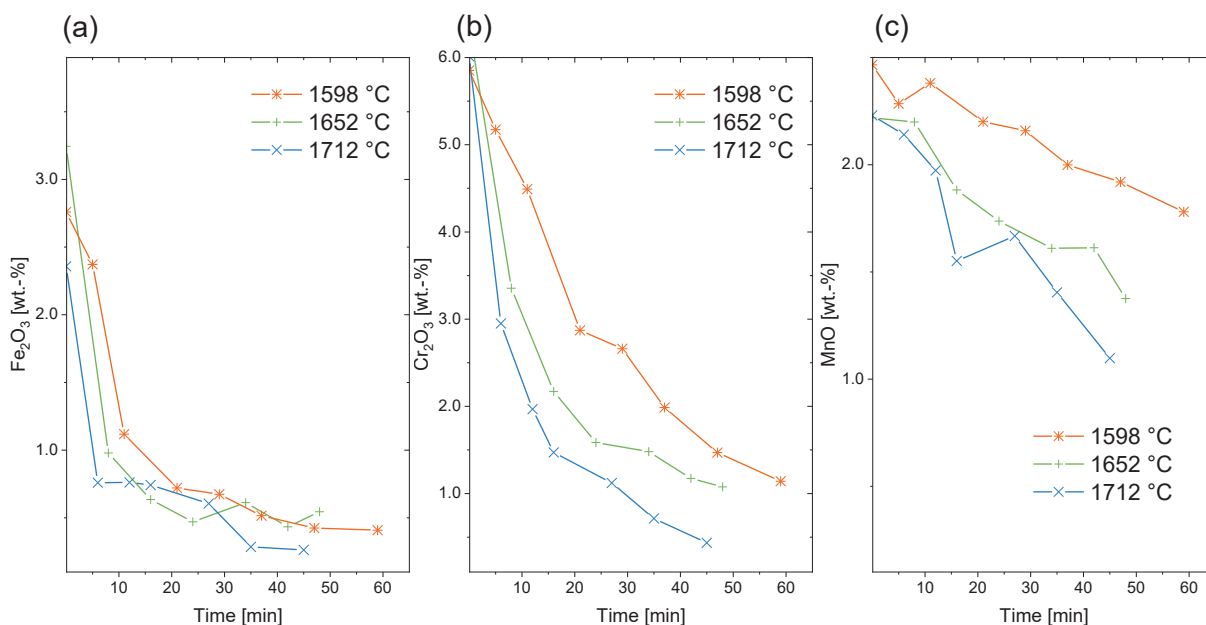 (a)
Fe₂O₃ [wt.-%]
3.0
2.0
1.0
1598 °C
1652 °C
1712 °C
10 20 30 40 50 60
Time [min]
(b)
Cr₂O₃ [wt.-%]
6.0
5.0
4.0
3.0
2.0
1.0
1598 °C
1652 °C
1712 °C
10 20 30 40 50 60
Time [min]
(c)
MnO [wt.-%]
2.0
1.0
1598 °C
1652 °C
1712 °C
10 20 30 40 50 60
Time [min]